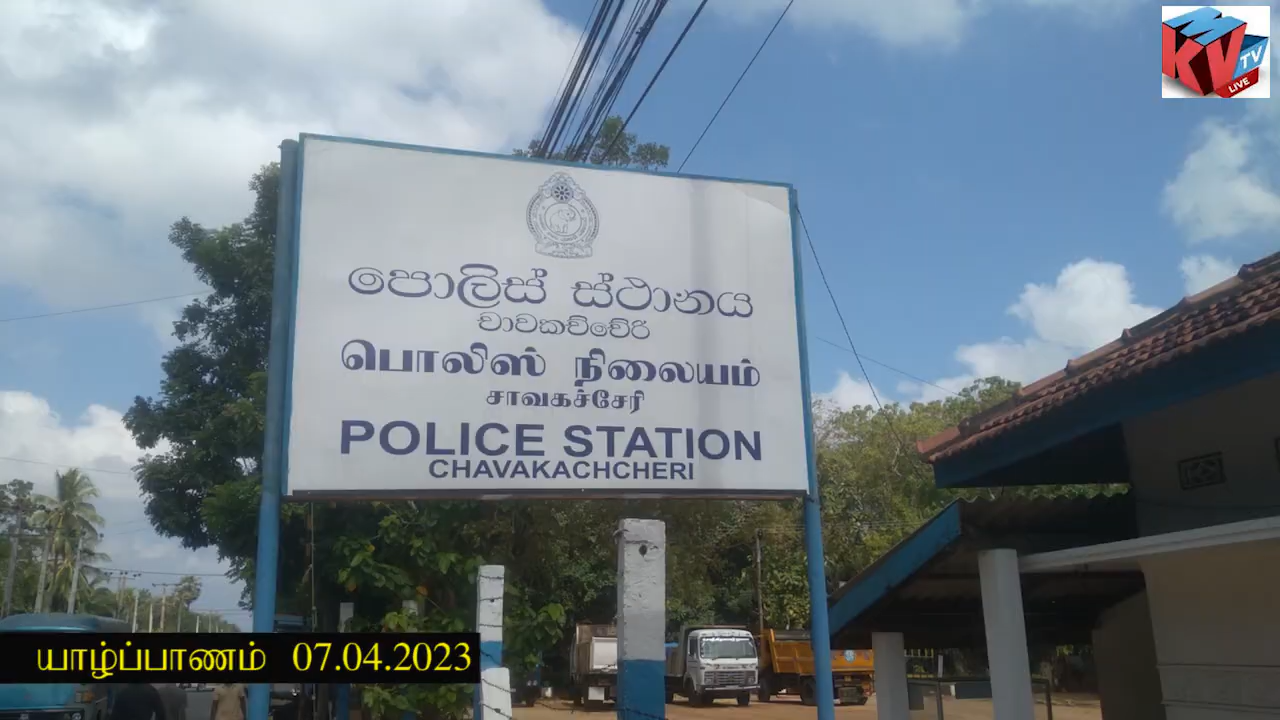 KV TV
LIVE
පොලිස් ස්ථානය
චාවකච්චේරි
பொலிஸ் நிலையம்
சாவகச்சேரி
POLICE STATION
CHAVAKACHCHERI
யாழ்ப்பாணம் 07.04.2023